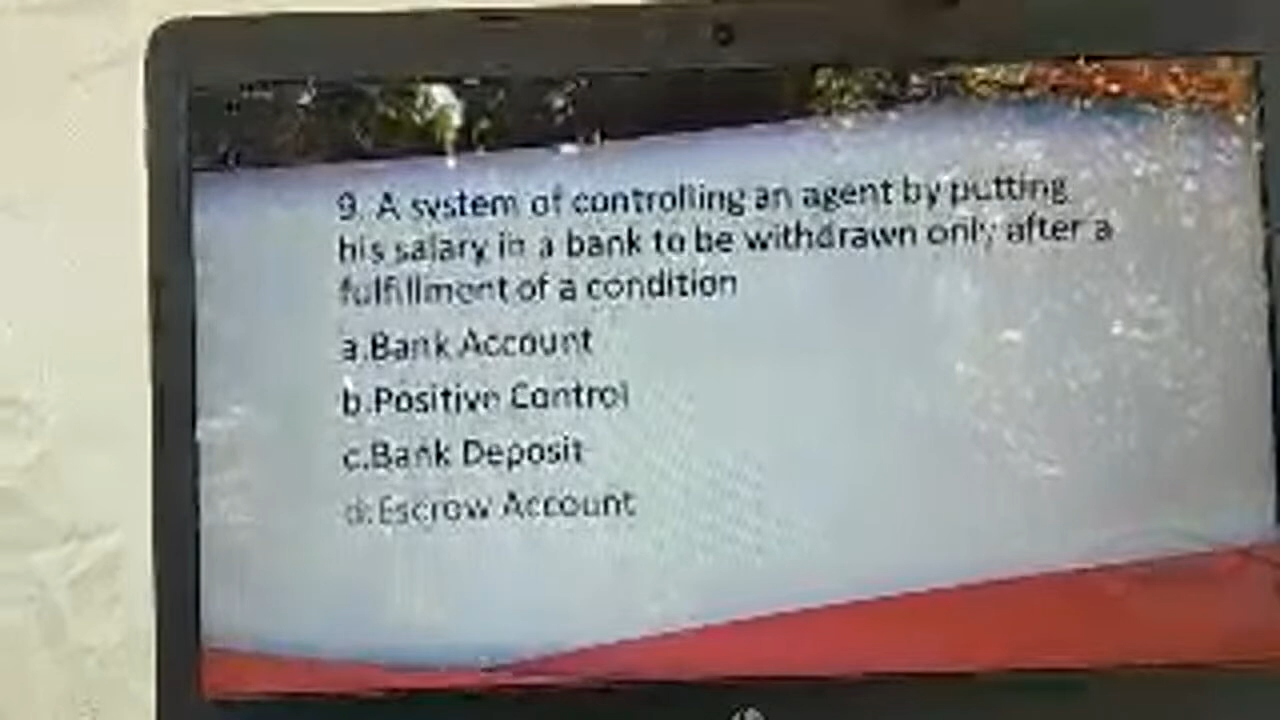 9. A system of controlling an agent by putting
his salary in a bank to be withdrawn only after a
fulfillment of a condition
a.Bank Account
b.Positive Control
c.Bank Deposit
d.Escrow Account
hp